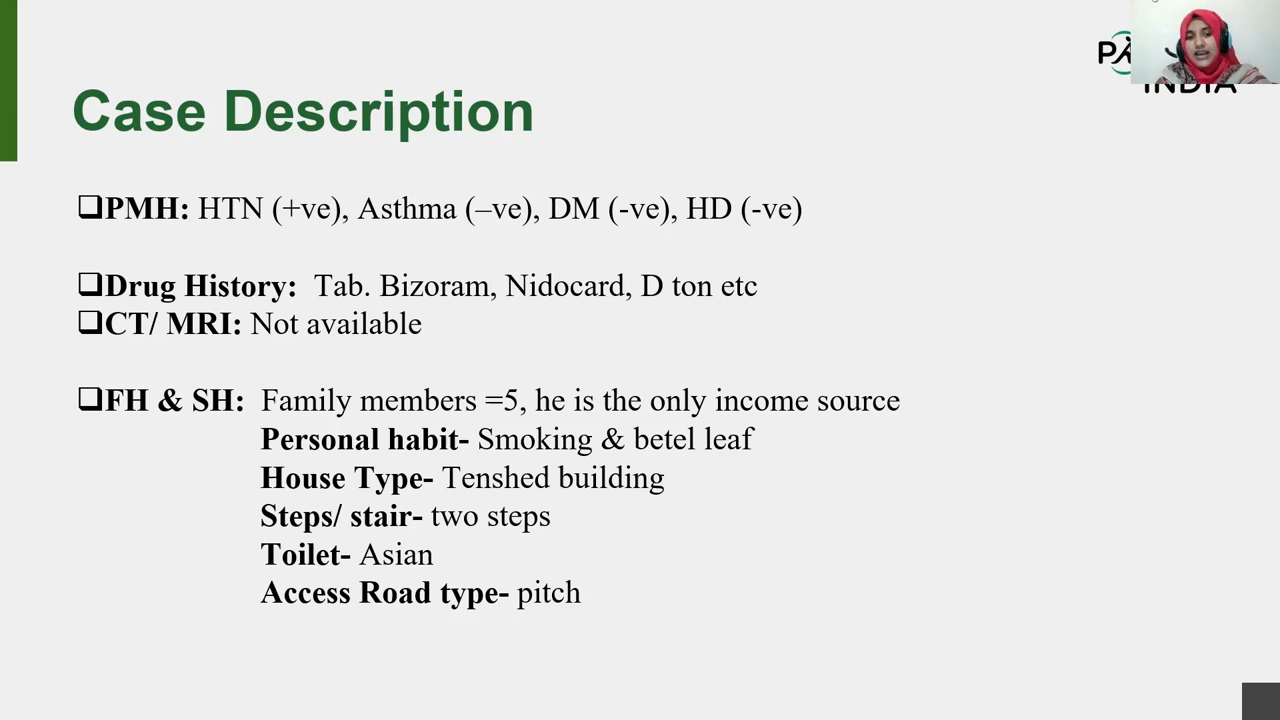 Case Description
❑PMH: HTN (+ve), Asthma (–ve), DM (-ve), HD (-ve)
❑Drug History: Tab. Bizoram, Nidocard, D ton etc
❑CT/ MRI: Not available
❑FH & SH: Family members =5, he is the only income source
Personal habit- Smoking & betel leaf
House Type- Tenshed building
Steps/ stair- two steps
Toilet- Asian
Access Road type- pitch
INDIA